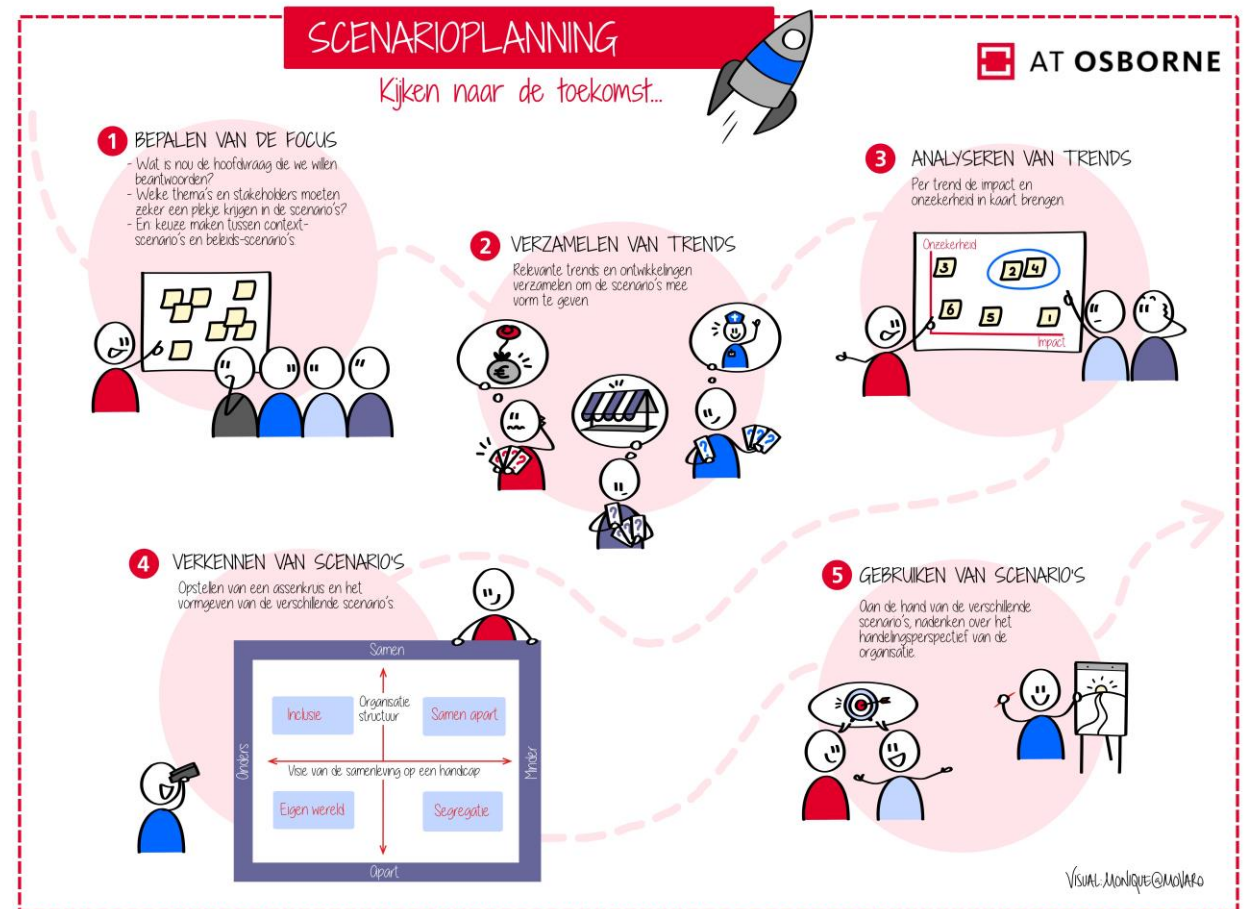 SCENARIOPLANNING
Kijken naar de toekomst...
AT OSBORNE
1 BEPALEN VAN DE FOCUS
- Wat is nou de hoofdvraag die we willen
beantwoorden?
- Welke thema's en stakeholders moeten
zeker een plekje krijgen in de scenario's?
- En keuze maken tussen context-
scenario's en beleids-scenario's.
2 VERZAMELEN VAN TRENDS
Relevante trends en ontwikkelingen
verzamelen om de scenario's mee
vorm te geven
€
? ? ? ?
? ? ? ?
? ? ? ?
3 ANALYSEREN VAN TRENDS
Per trend de impact en
onzekerheid in kaart brengen.
Onzekerheid
3 2 4
6 5 1
Impact
4 VERKENNEN VAN SCENARIO'S
Opstellen van een assenkruis en het
vormgeven van de verschillende scenario's.
Samen
Inclusie
Organisatie
structuur
Samen apart
Onders
Visie van de samenleving op een handicap
Minder
Eigen wereld
Segregatie
Apart
5 GEBRUIKEN VAN SCENARIO'S
Aan de hand van de verschillende
scenario's, nadenken over het
handelingsperspectief van de
organisatie
VISUAL: MONIQUE@MOVARO